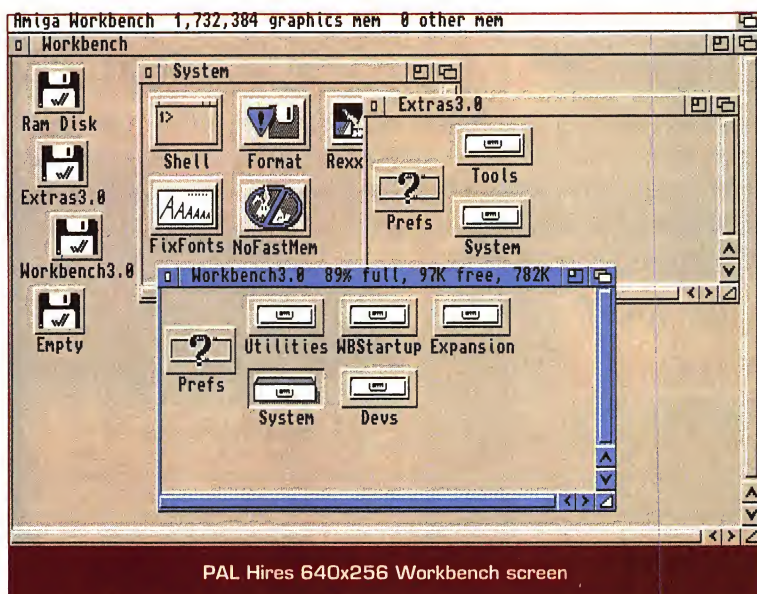 Amiga Workbench 1,732,384 graphics mem 0 other mem
Workbench
System
Extras3.0
Ram Disk
Extras3.0
Workbench3.0
Empty
1>
Shell
Format
Rexx
AAAAAA
FixFonts
NoFastMem
?
Prefs
Tools
System
Workbench3.0 89% full, 97K free, 782K
?
Prefs
Utilities
WBStartup
Expansion
System
Devs
PAL Hires 640x256 Workbench screen